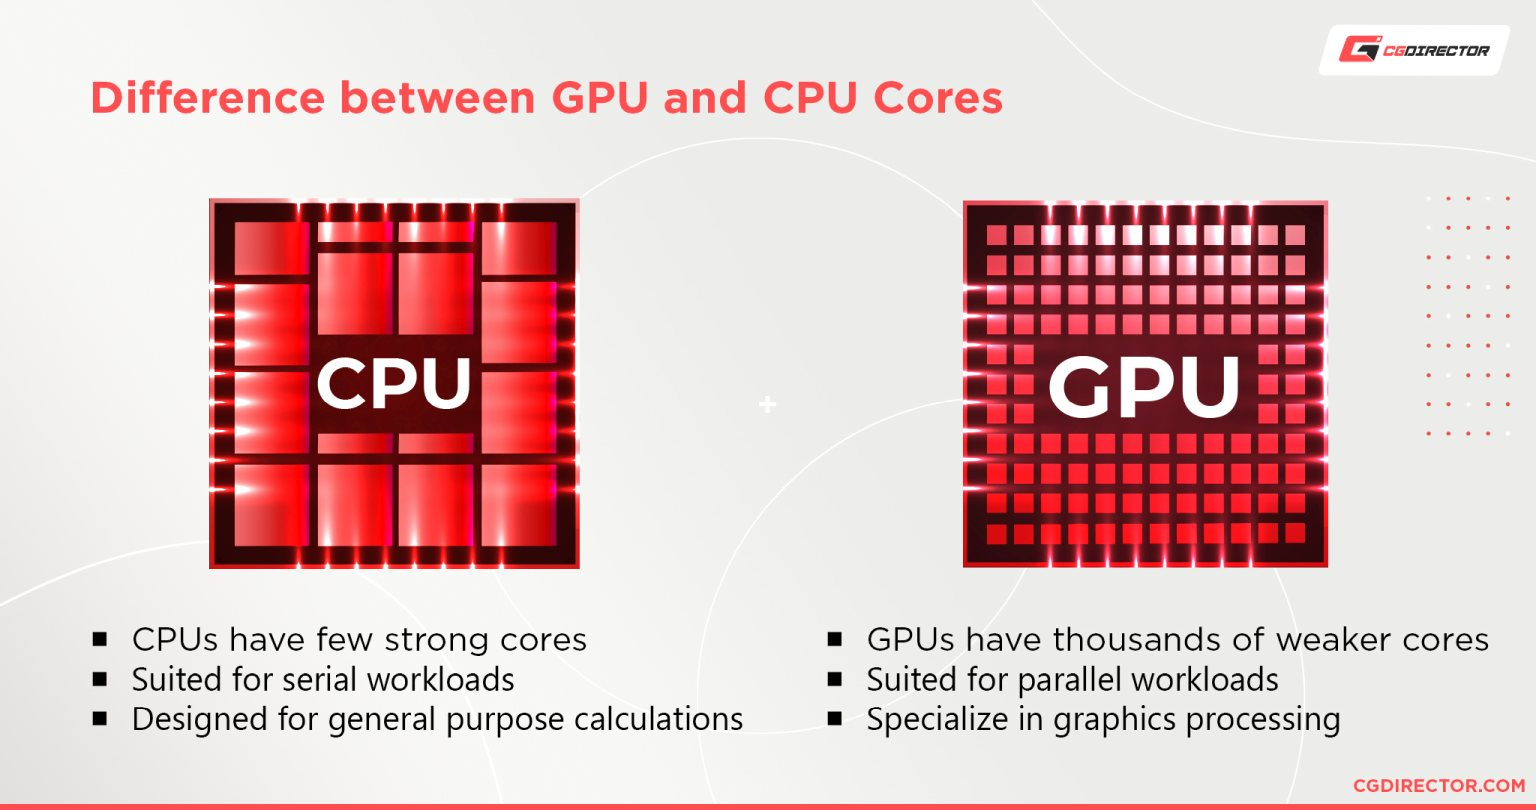 CGDIRECTOR
Difference between GPU and CPU Cores
CPU
GPU
■ CPUs have few strong cores
■ Suited for serial workloads
■ Designed for general purpose calculations
■ GPUs have thousands of weaker cores
■ Suited for parallel workloads
■ Specialize in graphics processing
CGDIRECTOR.COM